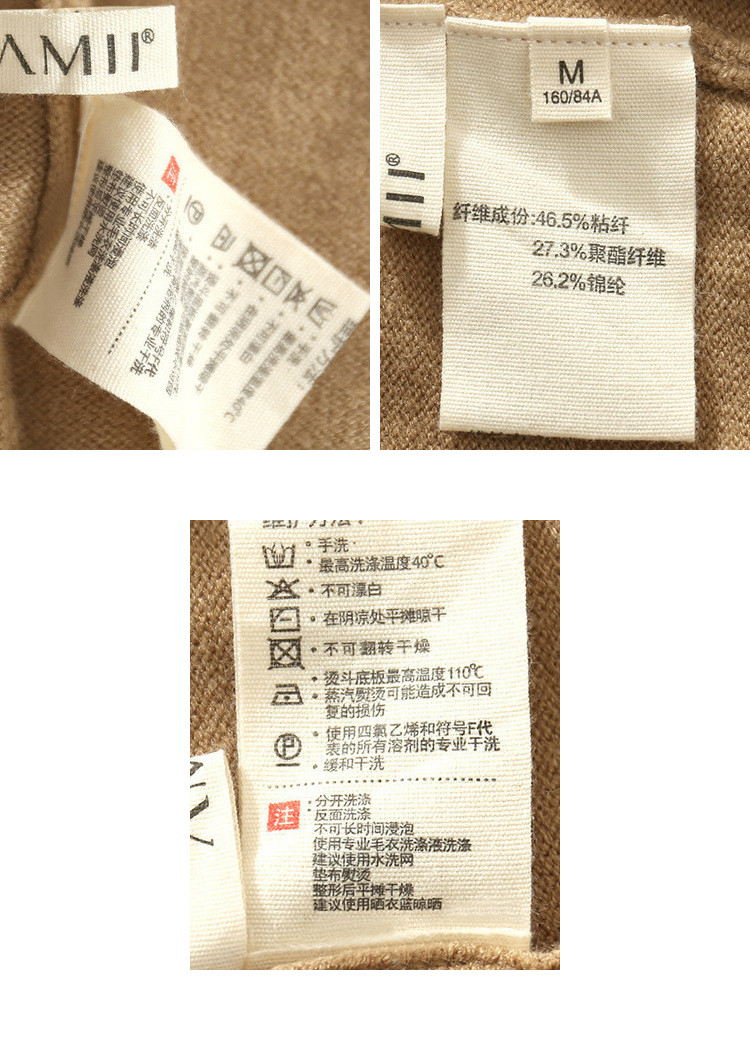 AMII®
M
160/84A
纤维成份:46.5%粘纤
27.3%聚酯纤维
26.2%锦纶
维护方法:
手洗
最高洗涤温度40℃
不可漂白
在阴凉处平摊晾干
不可翻转干燥
烫斗底板最高温度110℃
蒸汽熨烫可能造成不可回
复的损伤
使用四氯乙烯和符号F代
表的所有溶剂的专业干洗
缓和干洗
注
分开洗涤
反面洗涤
不可长时间浸泡
使用专业毛衣洗涤液洗涤
建议使用水洗网
垫布熨烫
整形后平摊干燥
建议使用晒衣蓝晾晒